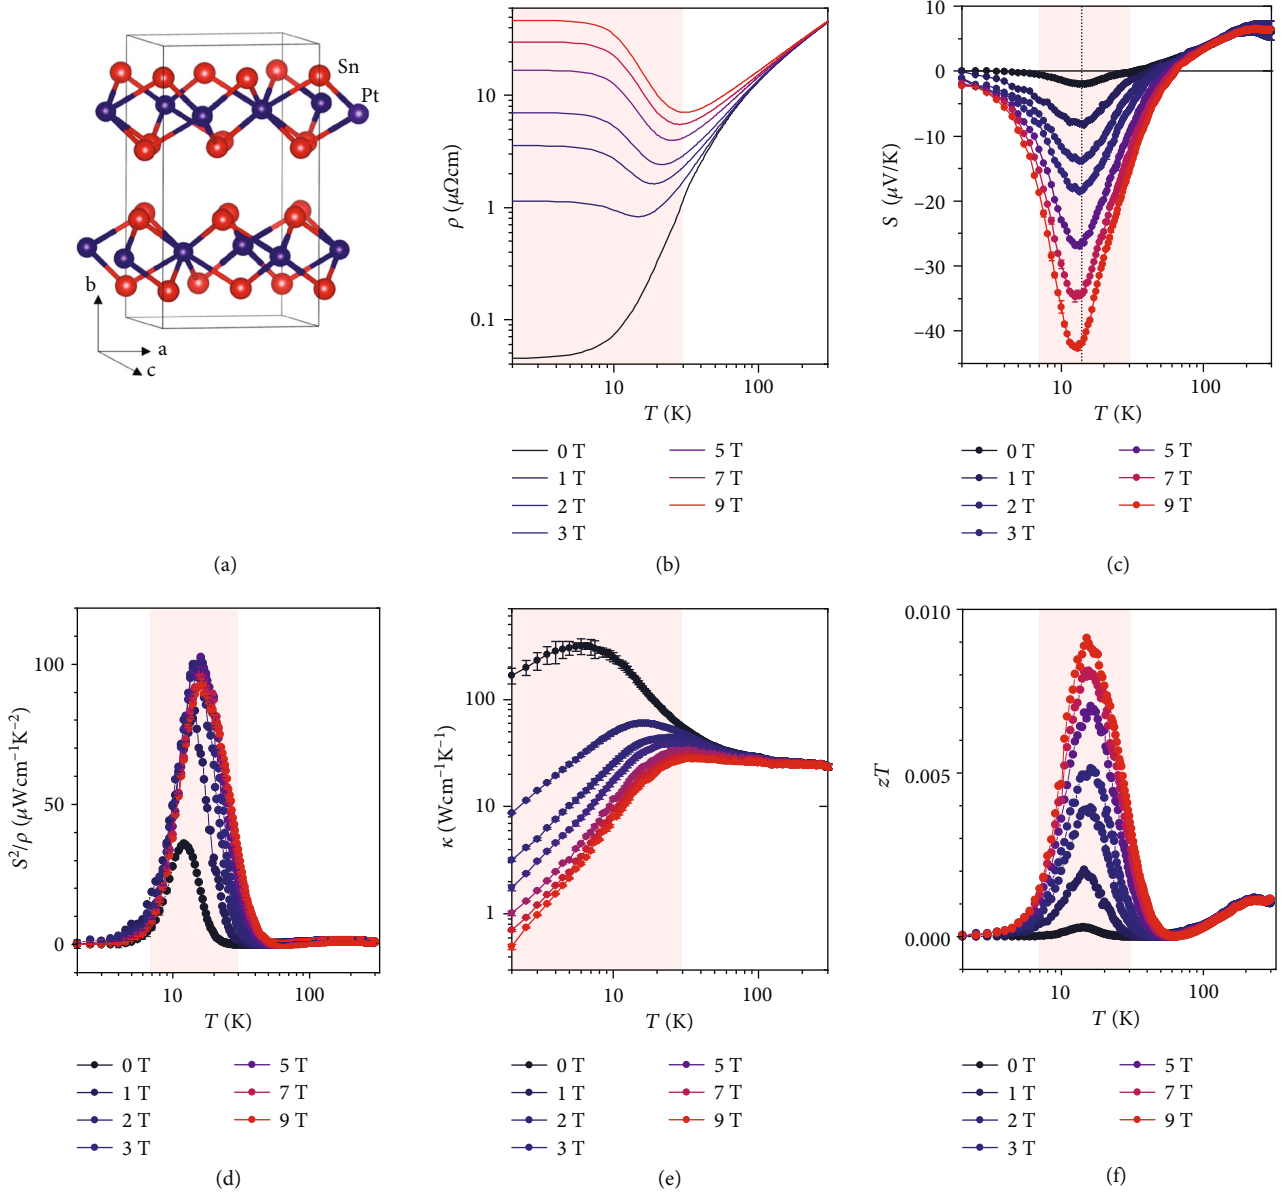 Sn
Pt
b
a
c
(a)
10
1
0.1
ρ (μΩcm)
10 100
T (K)
0 T 5 T
1 T 7 T
2 T 9 T
3 T
(b)
10
0
−10
−20
−30
−40
S (μV/K)
10 100
T (K)
0 T 5 T
1 T 7 T
2 T 9 T
3 T
(c)
100
50
0
S²/ρ (μWcm⁻¹K⁻²)
10 100
T (K)
0 T 5 T
1 T 7 T
2 T 9 T
3 T
(d)
100
10
1
κ (Wcm⁻¹K⁻¹)
10 100
T (K)
0 T 5 T
1 T 7 T
2 T 9 T
3 T
(e)
0.010
0.005
0.000
zT
10 100
T (K)
0 T 5 T
1 T 7 T
2 T 9 T
3 T
(f)